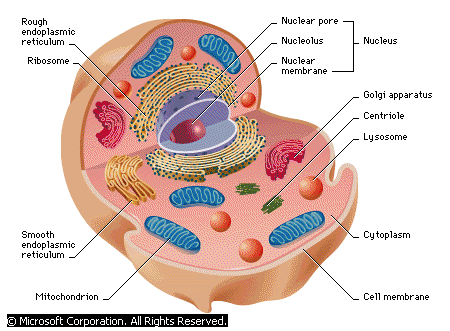 Rough
endoplasmic
reticulum
Ribosome
Nuclear pore
Nucleolus
Nuclear
membrane
Nucleus
Golgi apparatus
Centriole
Lysosome
Smooth
endoplasmic
reticulum
Mitochondrion
Cytoplasm
Cell membrane
© Microsoft Corporation. All Rights Reserved.